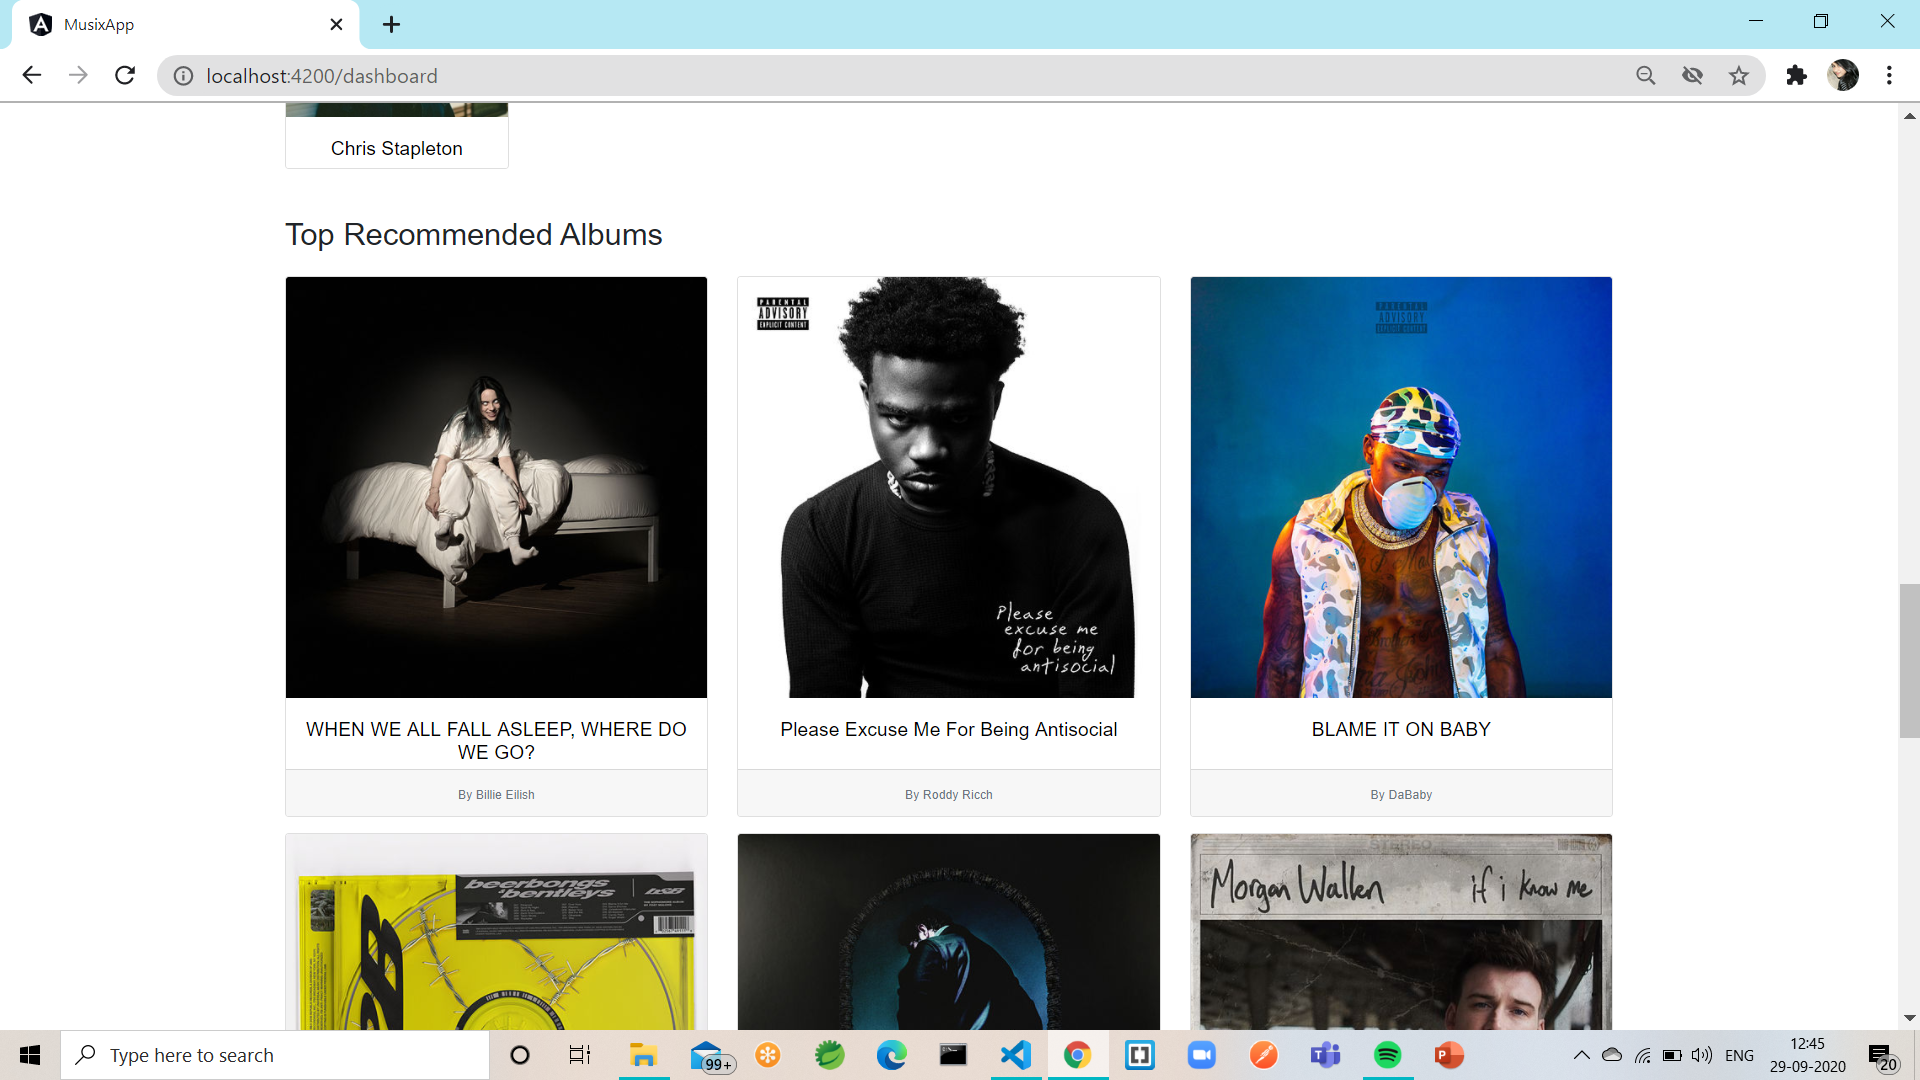 MusixApp
localhost:4200/dashboard
Chris Stapleton
Top Recommended Albums
PARENTAL
ADVISORY
EXPLICIT CONTENT
PARENTAL
ADVISORY
EXPLICIT CONTENT
Please
excuse me
for being
antisocial
WHEN WE ALL FALL ASLEEP, WHERE DO
WE GO?
Please Excuse Me For Being Antisocial
BLAME IT ON BABY
By Billie Eilish
By Roddy Ricch
By DaBaby
beerbongs
&bentleys
STEREO
Morgan Wallen
if i know me
Type here to search
99+
ENG
12:45
29-09-2020
20